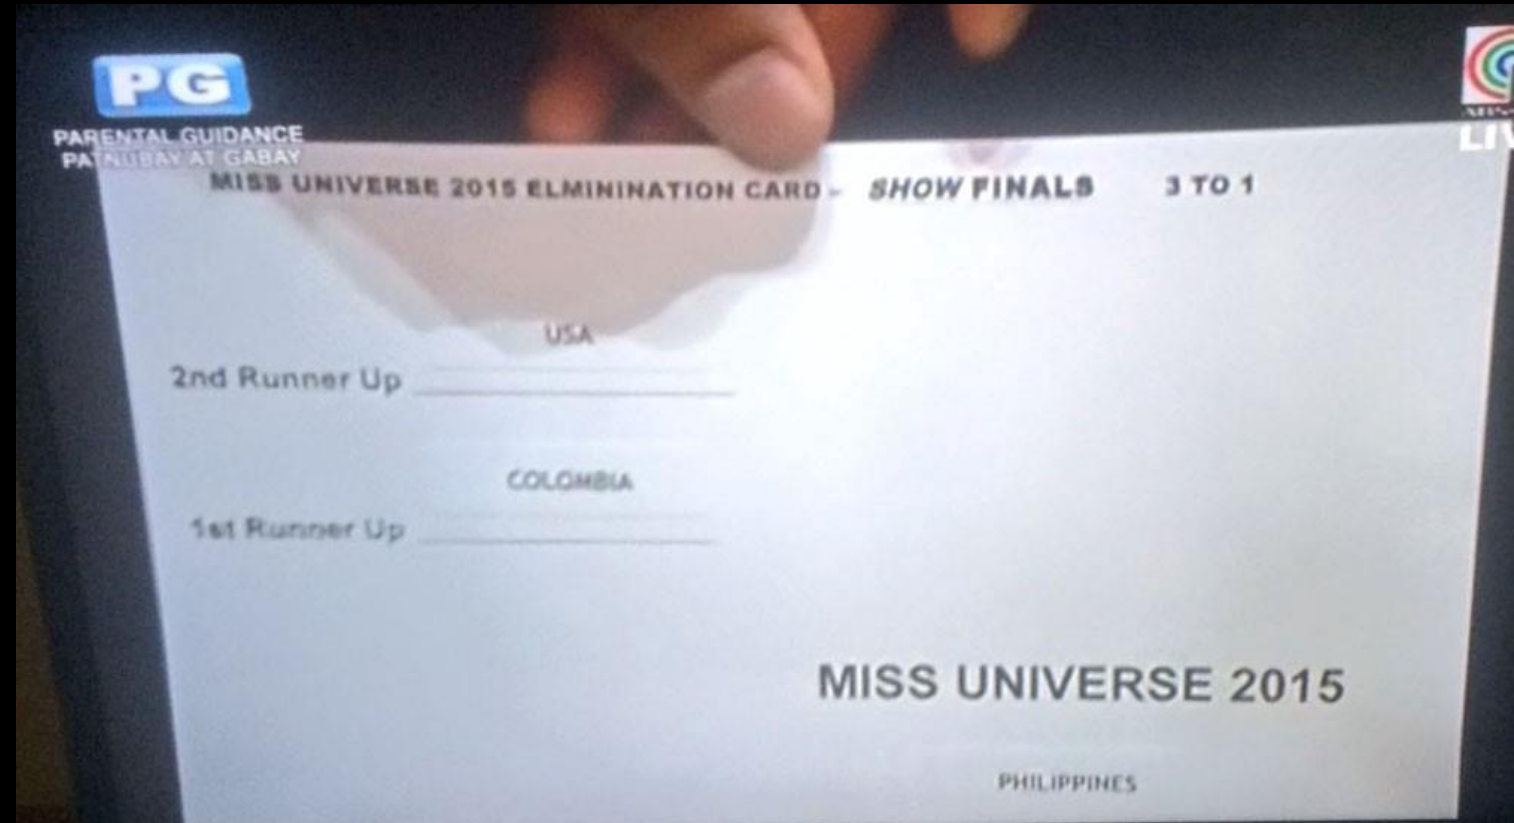 PG
PARENTAL GUIDANCE
PATNUBAY AT GABAY
LIV
MISS UNIVERSE 2015 ELMININATION CARD - SHOW FINALS 3 TO 1
USA
2nd Runner Up
COLOMBIA
1st Runner Up
MISS UNIVERSE 2015
PHILIPPINES